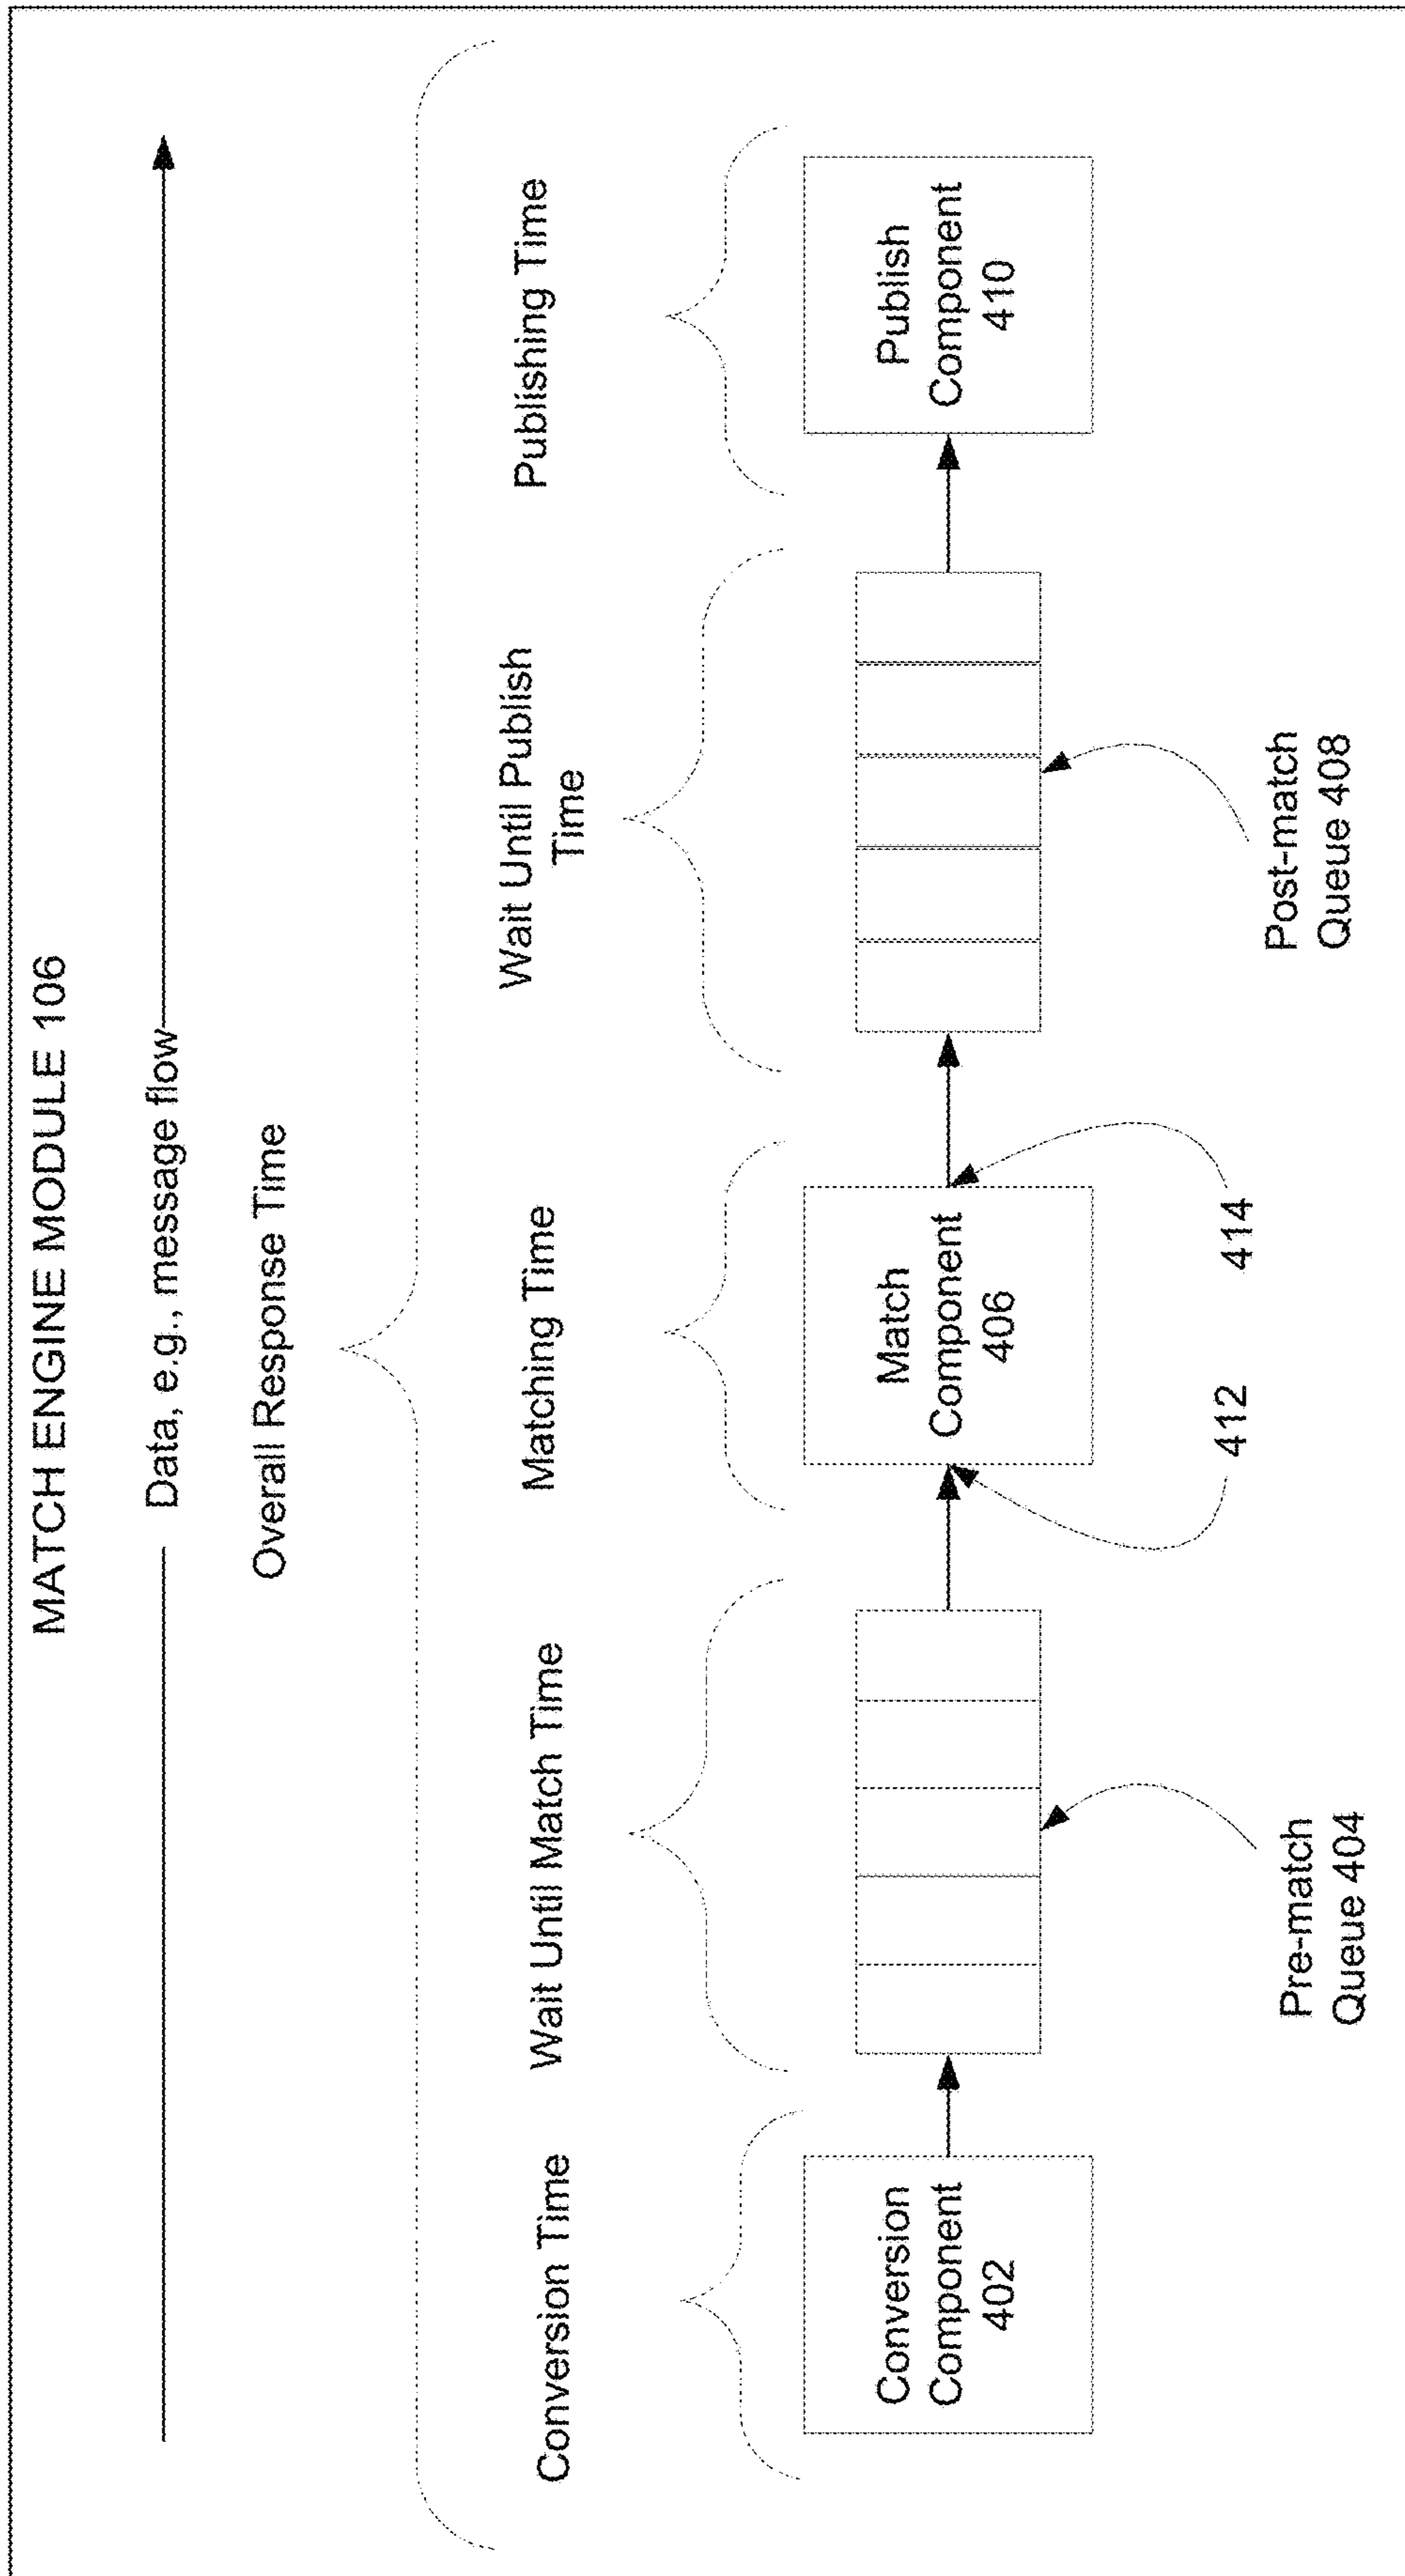 MATCH ENGINE MODULE 106
Data, e.g., message flow
Overall Response Time
Conversion Time
Wait Until Match Time
Matching Time
Wait Until Publish
Time
Publishing Time
Conversion
Component
402
Match
Component
406
Publish
Component
410
Pre-match
Queue 404
412
414
Post-match
Queue 408